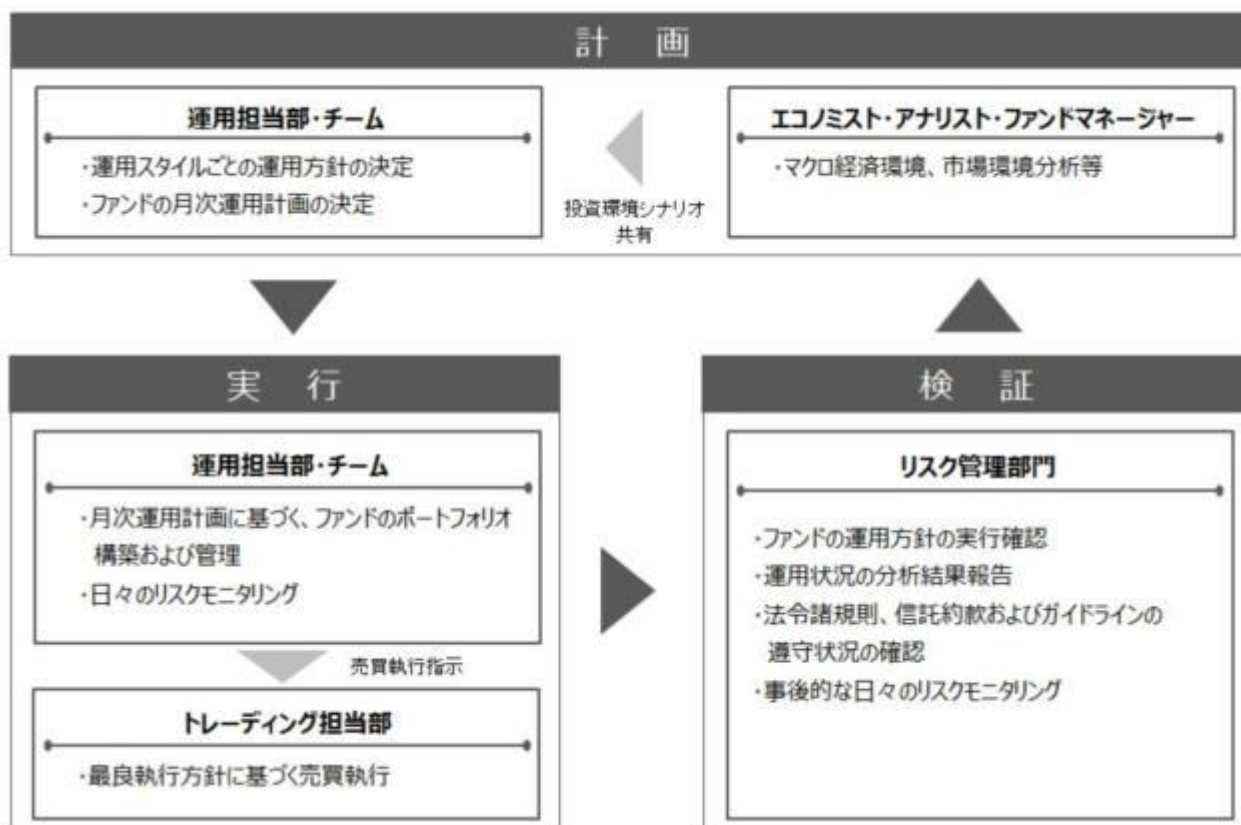 計 画
運用担当部・チーム
・運用スタイルごとの運用方針の決定
・ファンドの月次運用計画の決定
投資環境シナリオ
共有
エコノミスト・アナリスト・ファンドマネージャー
・マクロ経済環境、市場環境分析等
実 行
運用担当部・チーム
・月次運用計画に基づく、ファンドのポートフォリオ
構築および管理
・日々のリスクモニタリング
売買執行指示
トレーディング担当部
・最良執行方針に基づく売買執行
検 証
リスク管理部門
・ファンドの運用方針の実行確認
・運用状況の分析結果報告
・法令諸規則、信託約款およびガイドラインの
遵守状況の確認
・事後的な日々のリスクモニタリング